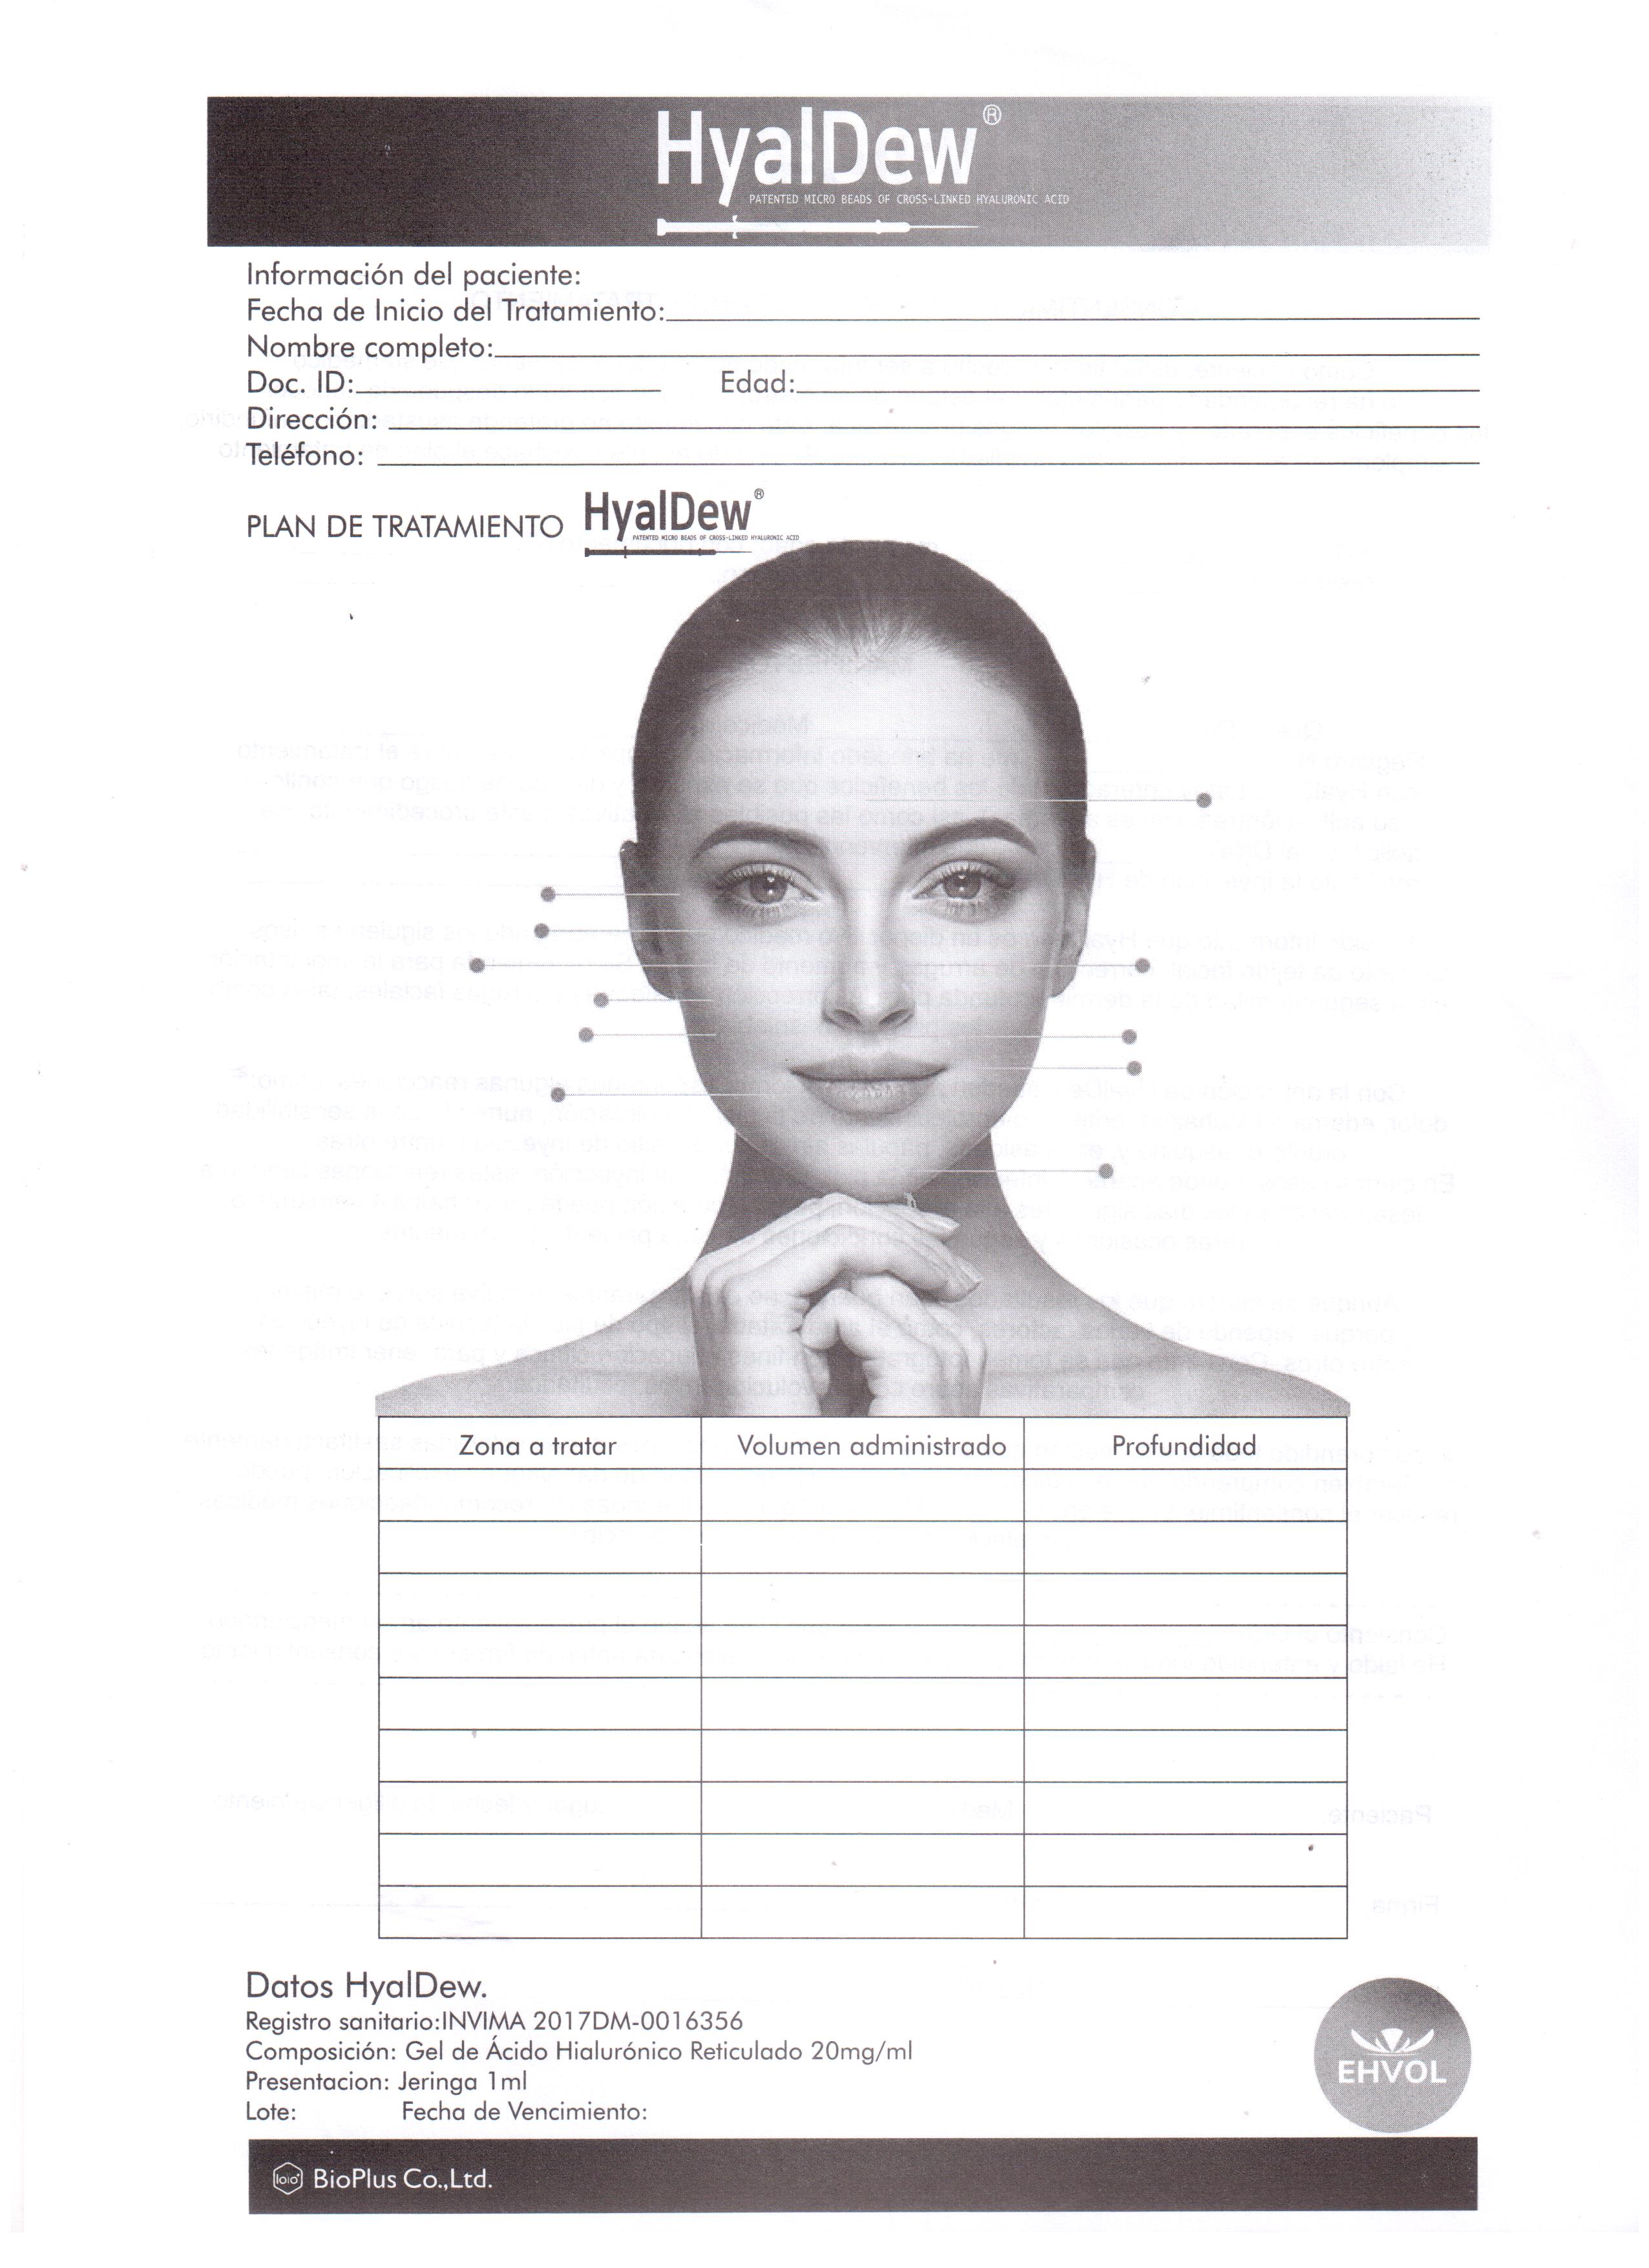 HyalDew®
PATENTED MICRO BEADS OF CROSS-LINKED HYALURONIC ACID
Información del paciente:
Fecha de Inicio del Tratamiento:
Nombre completo:
Doc. ID: Edad:
Dirección:
Teléfono:
PLAN DE TRATAMIENTO HyalDew®
PATENTED MICRO BEADS OF CROSS-LINKED HYALURONIC ACID
Zona a tratar Volumen administrado Profundidad
Datos HyalDew.
Registro sanitario:INVIMA 2017DM-0016356
Composición: Gel de Ácido Hialurónico Reticulado 20mg/ml
Presentacion: Jeringa 1ml
Lote: Fecha de Vencimiento:
EHVOL
BioPlus Co.,Ltd.